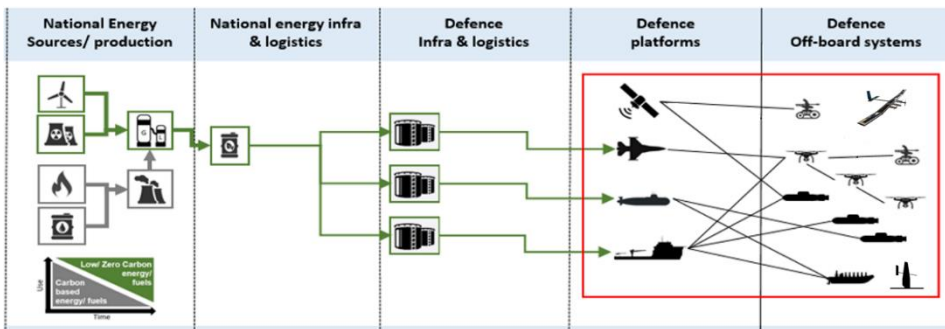 National Energy
Sources/ production
National energy infra
& logistics
Defence
Infra & logistics
Defence
platforms
Defence
Off-board systems
G
L
Low/ Zero Carbon
energy/
fuels
Carbon
based
energy/ fuels
Use
Time